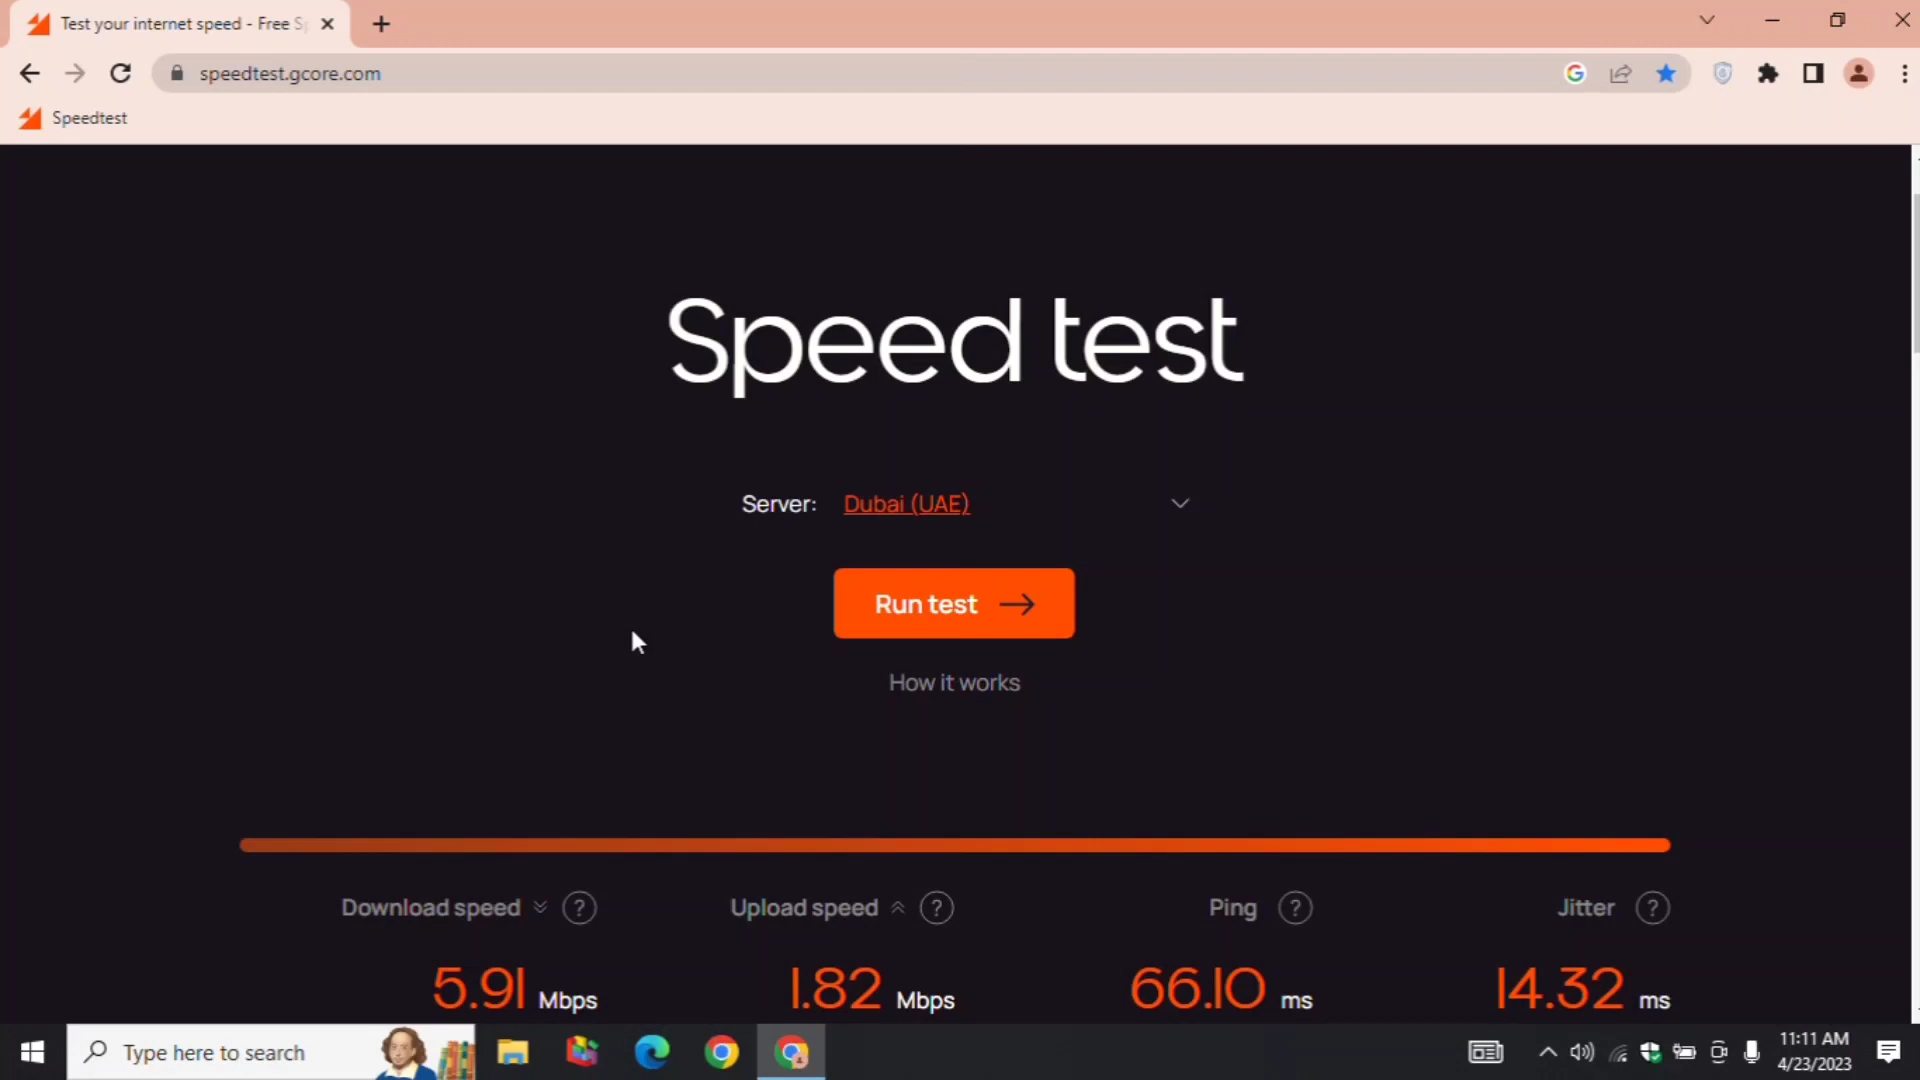 Test your internet speed - Free Sp
speedtest.gcore.com
Speedtest
Speed test
Server: Dubai (UAE)
Run test
How it works
Download speed ? Upload speed ? Ping ? Jitter ?
5.91 Mbps 1.82 Mbps 66.10 ms 14.32 ms
Type here to search
11:11 AM
4/23/2023